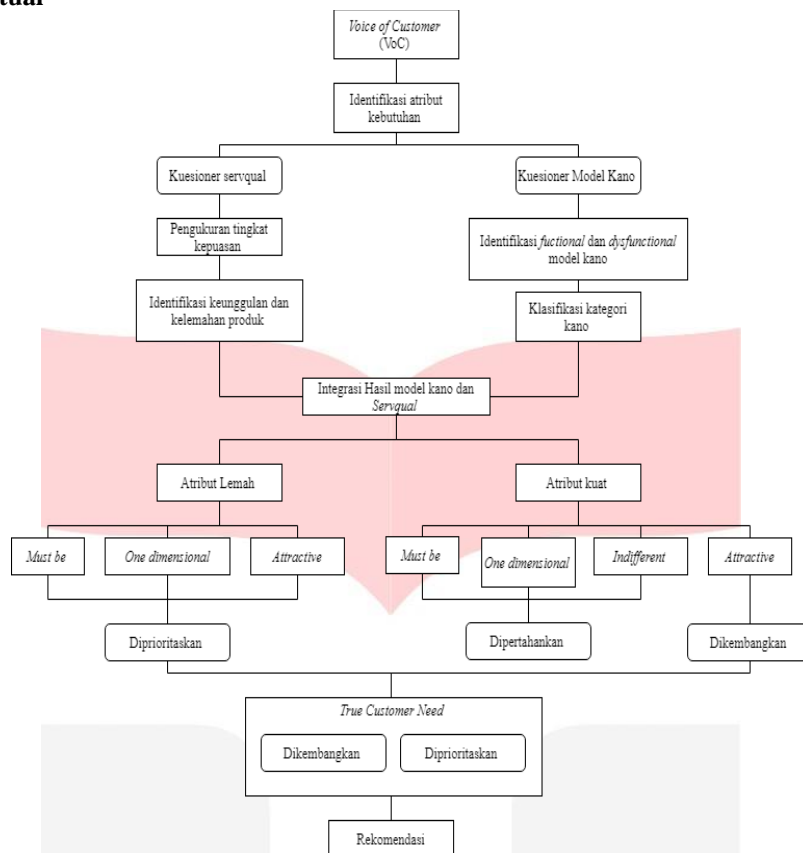 tual
Voice of Customer
(VoC)
Identifikasi atribut
kebutuhan
Kuesioner servqual
Kuesioner Model Kano
Pengukuran tingkat
kepuasan
Identifikasi fuctional dan dysfunctional
model kano
Identifikasi keunggulan dan
kelemahan produk
Klasifikasi kategori
kano
Integrasi Hasil model kano dan
Servqual
Atribut Lemah
Atribut kuat
Must be
One dimensional
Attractive
Must be
One dimensional
Indifferent
Attractive
Diprioritaskan
Dipertahankan
Dikembangkan
True Customer Need
Dikembangkan
Diprioritaskan
Rekomendasi